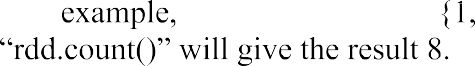 example, {1,
“rdd.count()” will give the result 8.